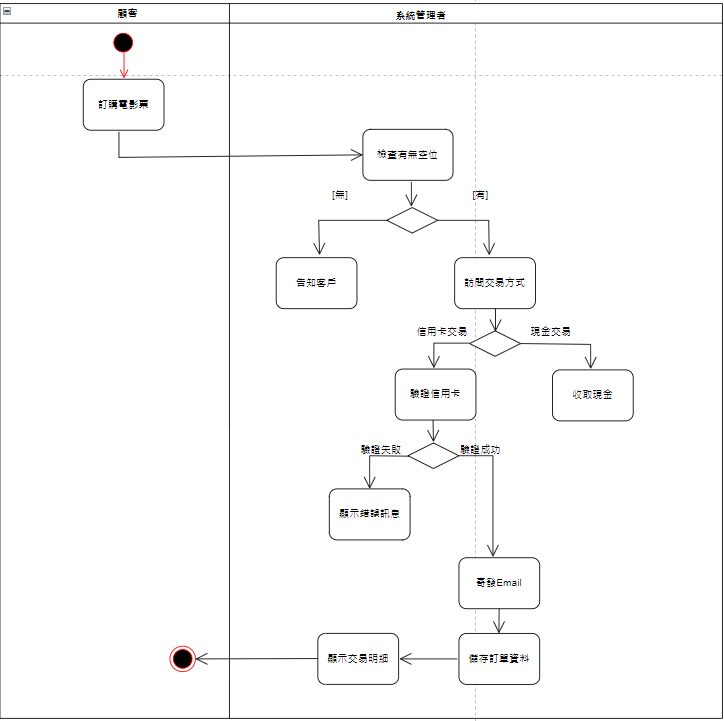 顧客
系統管理者
訂購電影票
檢查有無空位
[無]
[有]
告知客戶
訪問交易方式
信用卡交易
現金交易
驗證信用卡
收取現金
驗證失敗
驗證成功
顯示錯誤訊息
寄發Email
顯示交易明細
儲存訂單資料